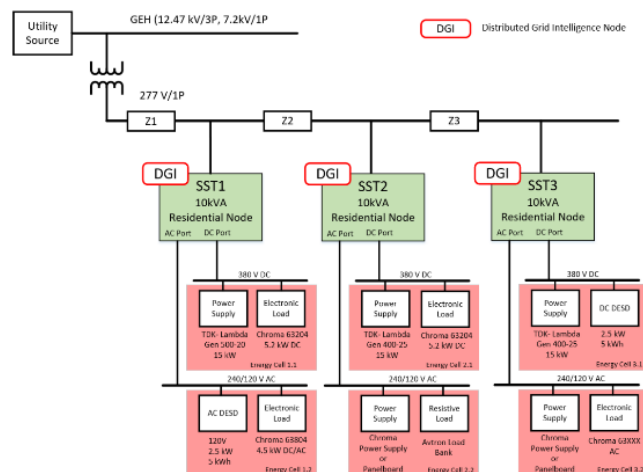 Utility
Source
GEH (12.47 kV/3P, 7.2kV/1P
DGI
Distributed Grid Intelligence Node
277 V/1P
Z1
Z2
Z3
DGI
SST1
10kVA
Residential Node
AC Port
DC Port
DGI
SST2
10kVA
Residential Node
AC Port
DC Port
DGI
SST3
10kVA
Residential Node
AC Port
DC Port
380 V DC
Power
Supply
Electronic
Load
TDK- Lambda
Gen 500-20
15 kW
Chroma 63204
5.2 kW DC
Energy Cell 1.1
380 V DC
Power
Supply
Electronic
Load
TDK- Lambda
Gen 400-25
15 kW
Chroma 63204
5.2 kW DC
Energy Cell 2.1
380 V DC
Power
Supply
DC DESD
TDK- Lambda
Gen 400-25
15 kW
2.5 kW
5 kWh
Energy Cell 3.1
240/120 V AC
AC DESD
Electronic
Load
120V
2.5 kW
5 kWh
Chroma 63804
4.5 kW DC/AC
Energy Cell 1.2
240/120 V AC
Power
Supply
Resistive
Load
Chroma
Power Supply
or
Panelboard
Avtron Load
Bank
Energy Cell 2.2
240/120 V AC
Power
Supply
Electronic
Load
Chroma
Power Supply
or
Panelboard
Chroma 63XXX
AC
Energy Cell